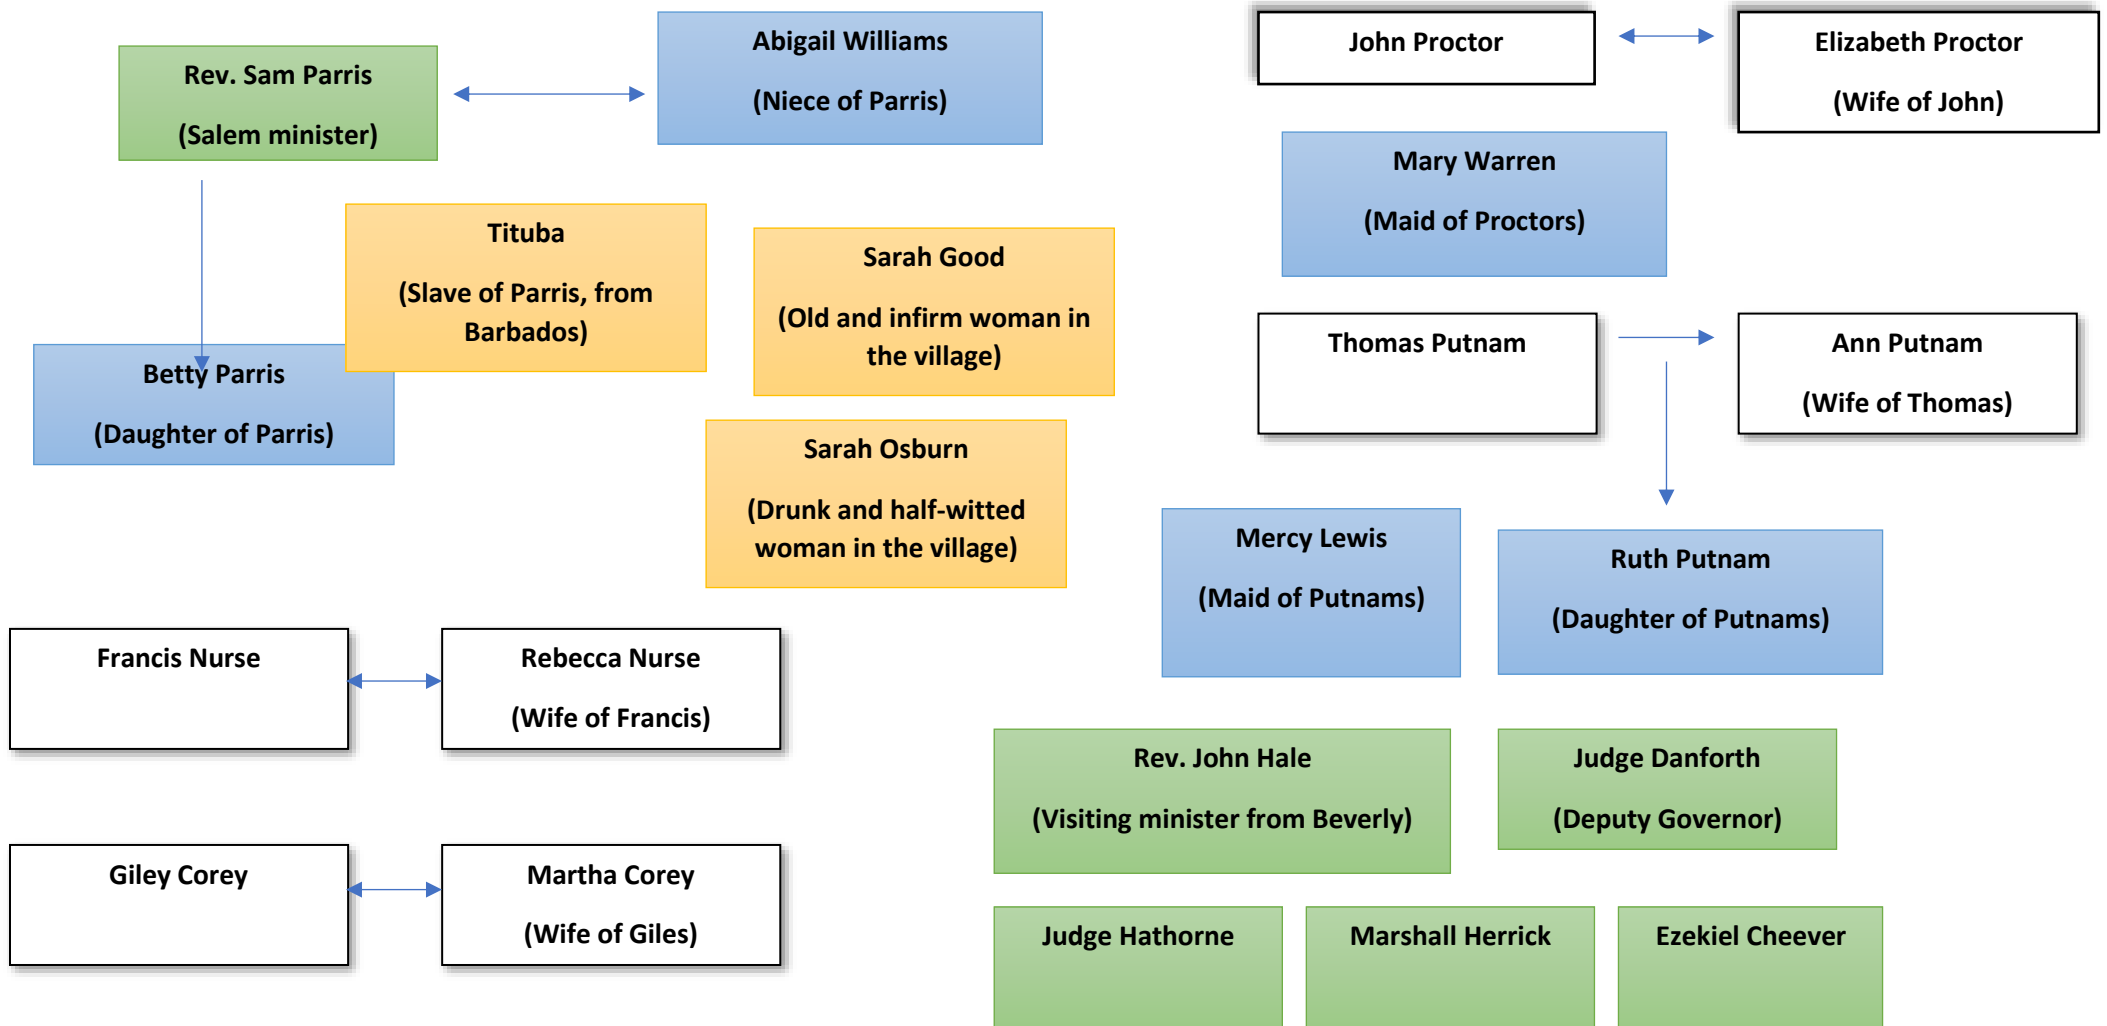 Rev. Sam Parris
(Salem minister)
Abigail Williams
(Niece of Parris)
John Proctor
Elizabeth Proctor
(Wife of John)
Mary Warren
(Maid of Proctors)
Tituba
(Slave of Parris, from
Barbados)
Sarah Good
(Old and infirm woman in
the village)
Betty Parris
(Daughter of Parris)
Thomas Putnam
Ann Putnam
(Wife of Thomas)
Sarah Osburn
(Drunk and half-witted
woman in the village)
Mercy Lewis
(Maid of Putnams)
Ruth Putnam
(Daughter of Putnams)
Francis Nurse
Rebecca Nurse
(Wife of Francis)
Rev. John Hale
(Visiting minister from Beverly)
Judge Danforth
(Deputy Governor)
Giley Corey
Martha Corey
(Wife of Giles)
Judge Hathorne
Marshall Herrick
Ezekiel Cheever